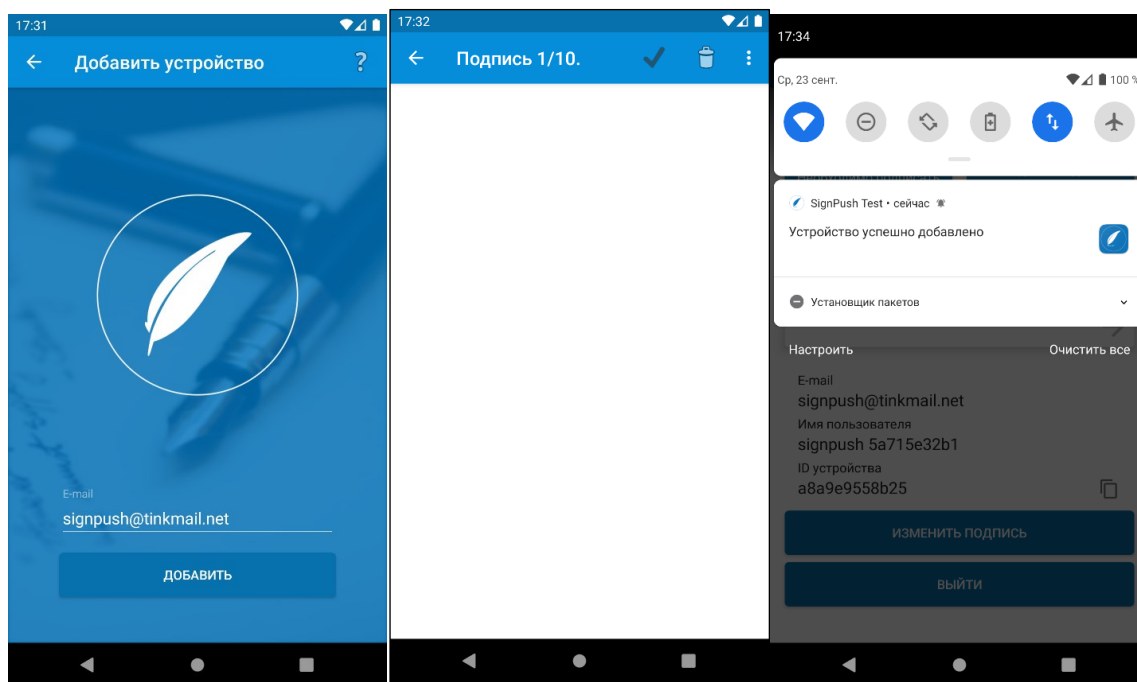 17:31
Добавить устройство
?
E-mail
signpush@tinkmail.net
ДОБАВИТЬ
17:32
Подпись 1/10.
17:34
Ср, 23 сент.
100 %
SignPush Test • сейчас
Устройство успешно добавлено
Установщик пакетов
Настроить
Очистить все
E-mail
signpush@tinkmail.net
Имя пользователя
signpush 5a715e32b1
ID устройства
a8a9e9558b25
ИЗМЕНИТЬ ПОДПИСЬ
ВЫЙТИ